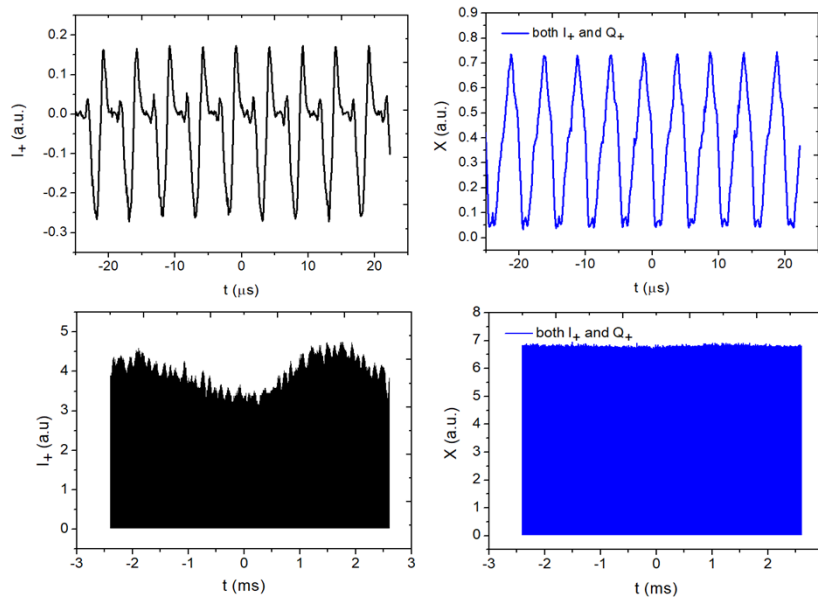 0.2
0.1
0.0
-0.1
-0.2
-0.3
I+ (a.u.)
-20 -10 0 10 20
t (μs)
0.9
0.8
0.7
0.6
0.5
0.4
0.3
0.2
0.1
0.0
X (a.u.)
both I+ and Q+
-20 -10 0 10 20
t (μs)
5
4
3
2
1
0
I+ (a.u)
-3 -2 -1 0 1 2 3
t (ms)
8
7
6
5
4
3
2
1
0
X (a.u.)
both I+ and Q+
-3 -2 -1 0 1 2
t (ms)